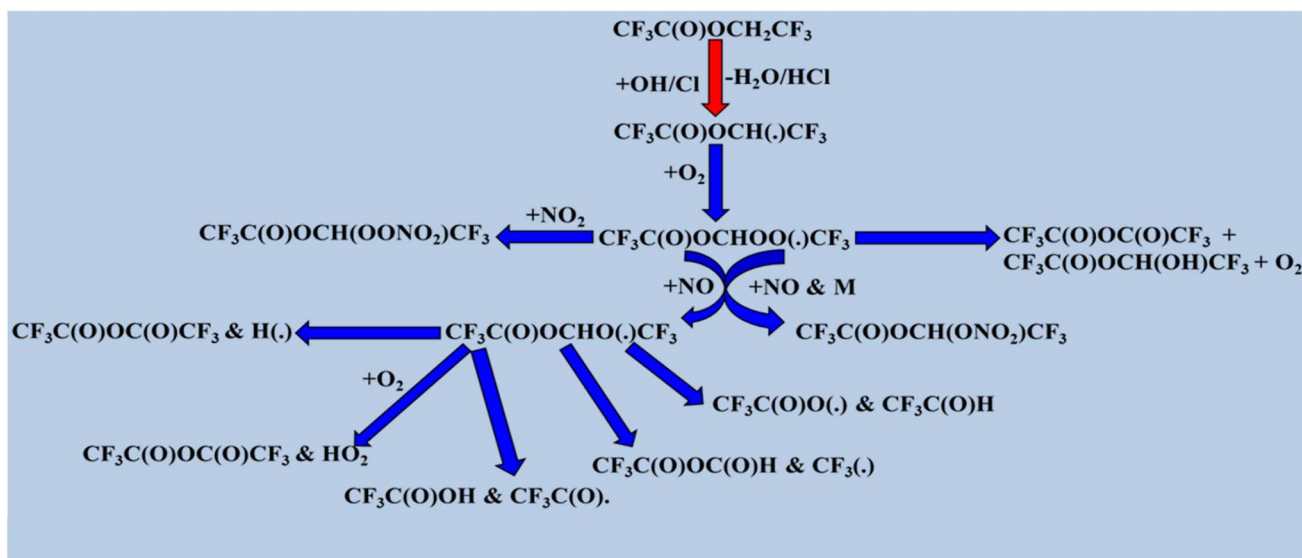 CF₃C(O)OCH₂CF₃
+OH/Cl
-H₂O/HCl
CF₃C(O)OCH(.)CF₃
+O₂
+NO₂
CF₃C(O)OCH(OONO₂)CF₃
CF₃C(O)OCHOO(.)CF₃
CF₃C(O)OC(O)CF₃ +
CF₃C(O)OCH(OH)CF₃ + O₂
+NO
+NO & M
CF₃C(O)OC(O)CF₃ & H(.)
CF₃C(O)OCHO(.)CF₃
CF₃C(O)OCH(ONO₂)CF₃
+O₂
CF₃C(O)O(.) & CF₃C(O)H
CF₃C(O)OC(O)CF₃ & HO₂
CF₃C(O)OC(O)H & CF₃(.)
CF₃C(O)OH & CF₃C(O).